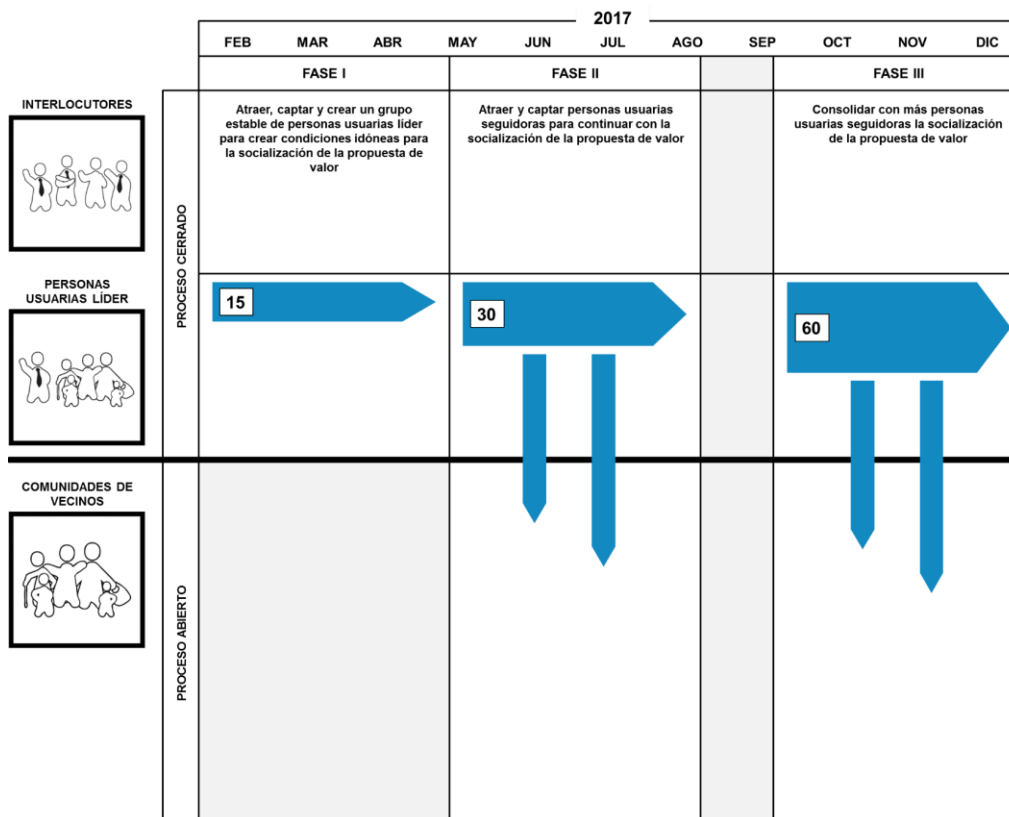 2017
FEB MAR ABR MAY JUN JUL AGO SEP OCT NOV DIC
FASE I FASE II FASE III
INTERLOCUTORES
PROCESO CERRADO
Atraer, captar y crear un grupo
estable de personas usuarias líder
para crear condiciones idóneas para
la socialización de la propuesta de
valor
Atraer y captar personas usuarias
seguidoras para continuar con la
socialización de la propuesta de valor
Consolidar con más personas
usuarias seguidoras la socialización
de la propuesta de valor
PERSONAS
USUARIAS LÍDER
15
30
60
COMUNIDADES DE
VECINOS
PROCESO ABIERTO